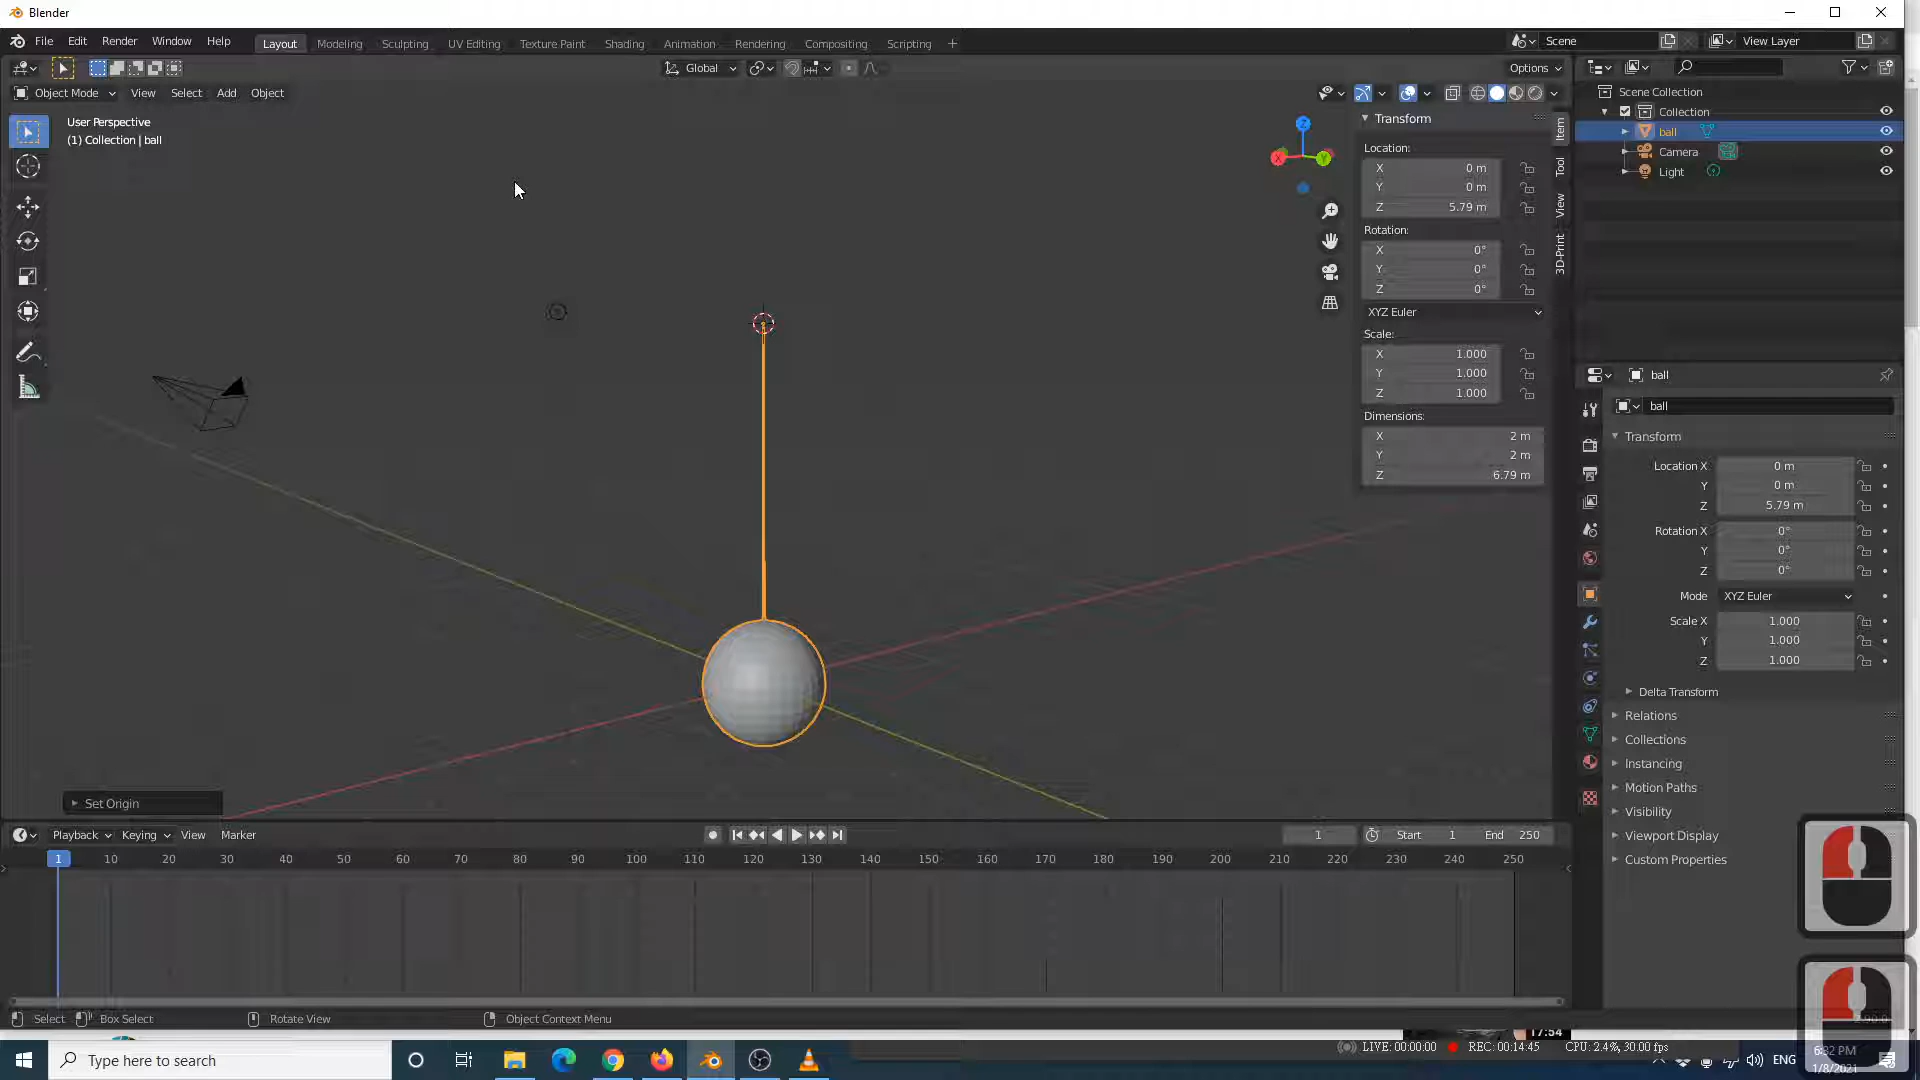 Blender
File Edit Render Window Help
Layout Modeling Sculpting UV Editing Texture Paint Shading Animation Rendering Compositing Scripting +
Scene View Layer
Global Options
Object Mode View Select Add Object
User Perspective
(1) Collection | ball
Z
X Y
Transform
Location:
X 0 m
Y 0 m
Z 5.79 m
Rotation:
X 0°
Y 0°
Z 0°
XYZ Euler
Scale:
X 1.000
Y 1.000
Z 1.000
Dimensions:
X 2 m
Y 2 m
Z 6.79 m
Item
Tool
View
3D-Print
Scene Collection
Collection
ball
Camera
Light
ball
ball
Transform
Location X 0 m
Y 0 m
Z 5.79 m
Rotation X 0°
Y 0°
Z 0°
Mode XYZ Euler
Scale X 1.000
Y 1.000
Z 1.000
Delta Transform
Relations
Collections
Instancing
Motion Paths
Visibility
Viewport Display
Custom Properties
Set Origin
Playback Keying View Marker
1 Start 1 End 250
1 10 20 30 40 50 60 70 80 90 100 110 120 130 140 150 160 170 180 190 200 210 220 230 240 250
Select Box Select Rotate View Object Context Menu
17:54
Type here to search
LIVE: 00:00:00 REC: 00:14:45 CPU: 2.4%, 30.00 fps
ENG
6:32 PM
1/8/2021